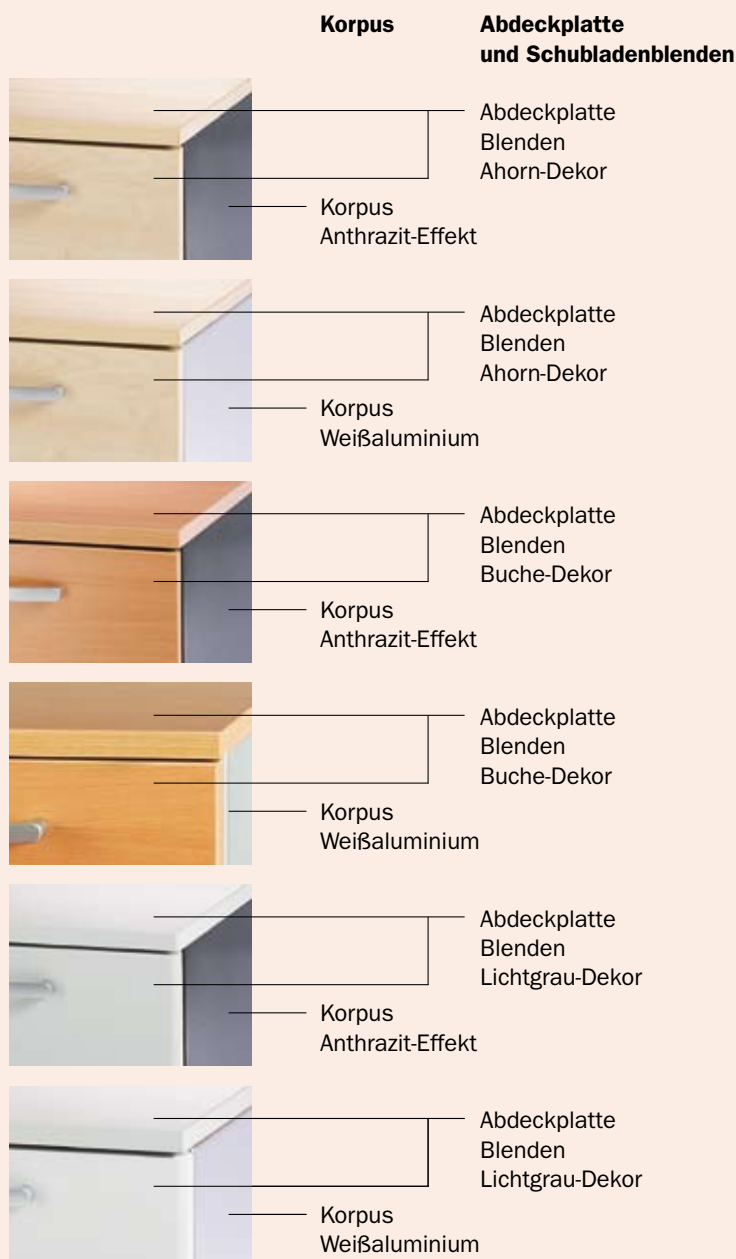 Korpus
Abdeckplatte
und Schubladenblenden
Abdeckplatte
Blenden
Ahorn-Dekor
Korpus
Anthrazit-Effekt
Abdeckplatte
Blenden
Ahorn-Dekor
Korpus
Weißaluminium
Abdeckplatte
Blenden
Buche-Dekor
Korpus
Anthrazit-Effekt
Abdeckplatte
Blenden
Buche-Dekor
Korpus
Weißaluminium
Abdeckplatte
Blenden
Lichtgrau-Dekor
Korpus
Anthrazit-Effekt
Abdeckplatte
Blenden
Lichtgrau-Dekor
Korpus
Weißaluminium